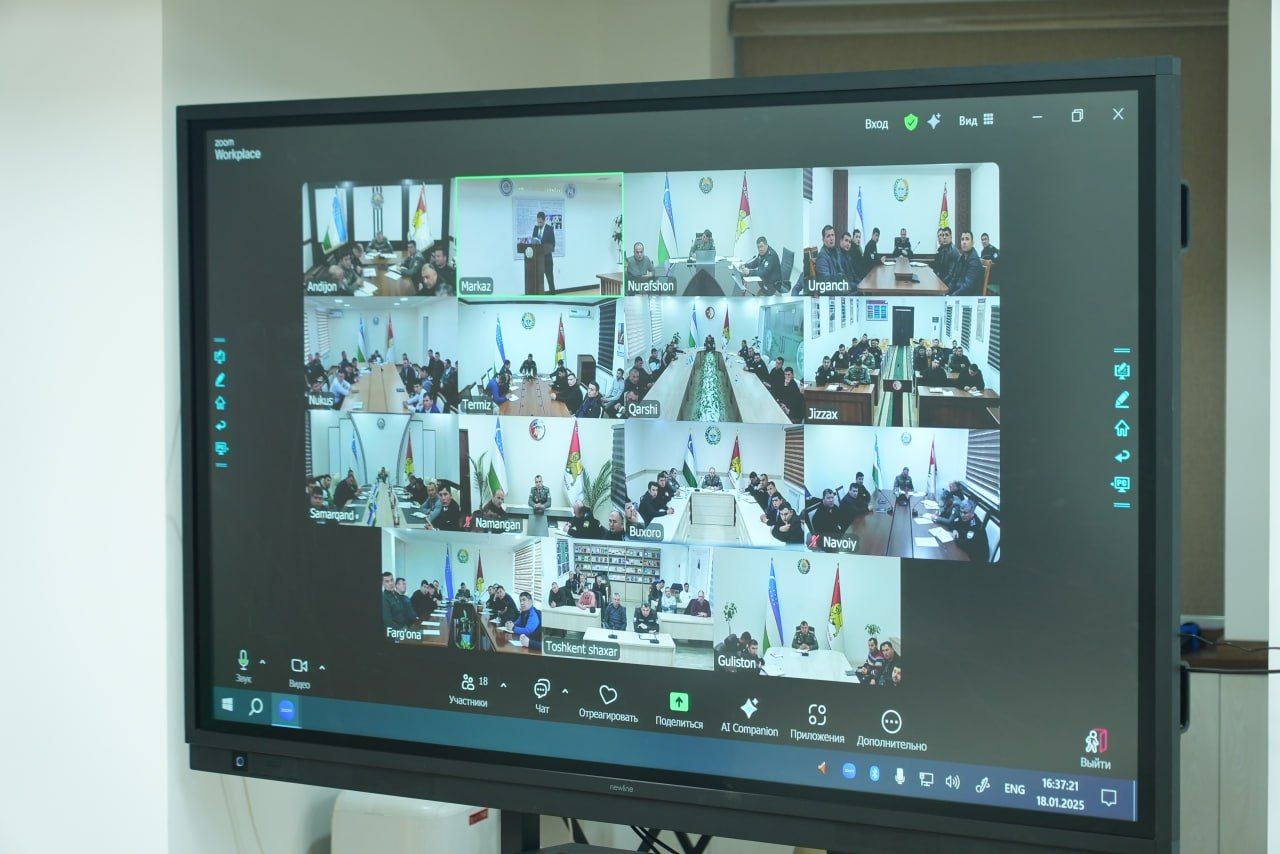 zoom
Workplace
Вход
Вид
Andijon
Markaz
Nurafshon
Urganch
Nukus
Termiz
Qarshi
Jizzax
Samarqand
Namangan
Buxoro
Navoiy
Farg'ona
Toshkent shaxar
Guliston
Звук
Видео
Участники
18
Чат
Отреагировать
Поделиться
AI Companion
Приложения
Дополнительно
Выйти
zoom
ENG
16:37:21
18.01.2025
newline